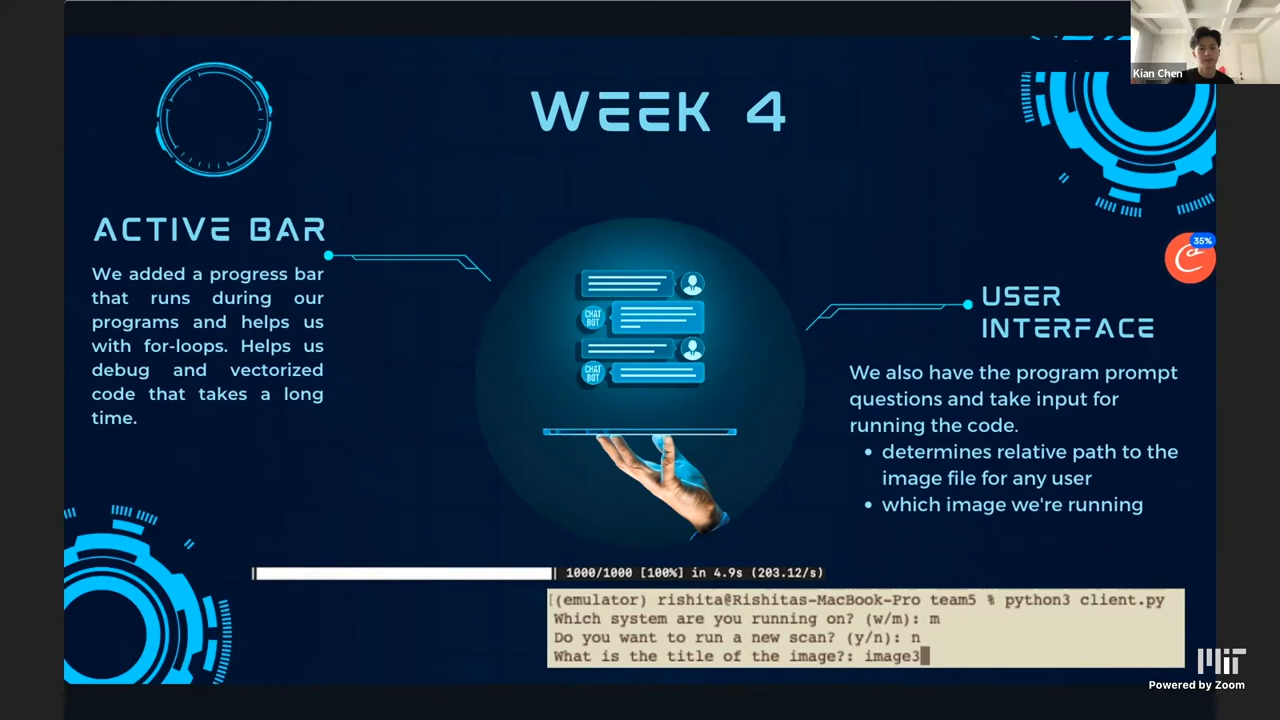 Kian Chen
WEEK 4
ACTIVE BAR
We added a progress bar
that runs during our
programs and helps us
with for-loops. Helps us
debug and vectorized
code that takes a long
time.
CHAT
BOT
CHAT
BOT
35%
USER
INTERFACE
We also have the program prompt
questions and take input for
running the code.
• determines relative path to the
image file for any user
• which image we're running
| | 1000/1000 [100%] in 4.9s (203.12/s)
[(emulator) rishita@Rishitas-MacBook-Pro team5 % python3 client.py
Which system are you running on? (w/m): m
Do you want to run a new scan? (y/n): n
What is the title of the image?: image3
MIT
Powered by Zoom